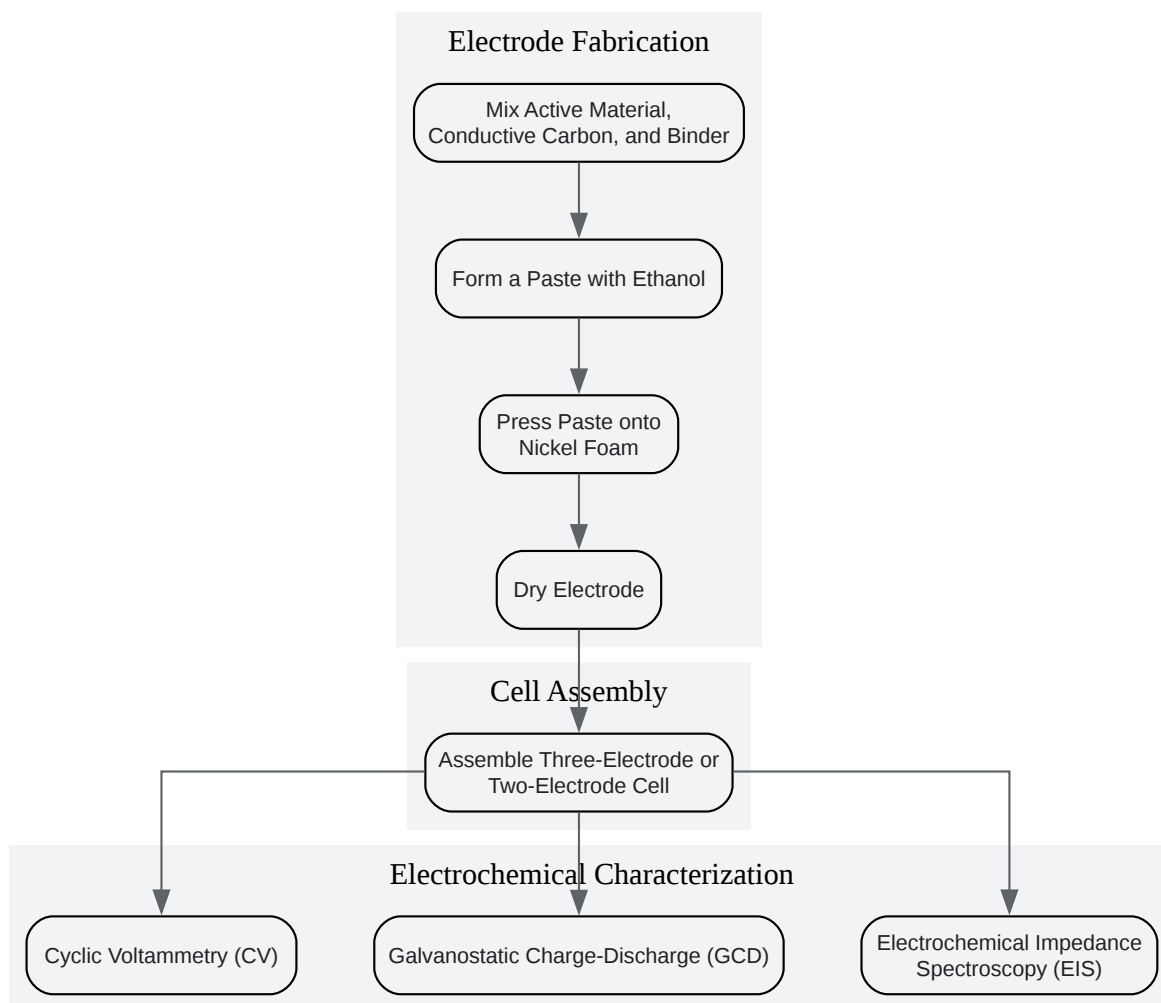 Electrode Fabrication
Mix Active Material,
Conductive Carbon, and Binder
Form a Paste with Ethanol
Press Paste onto
Nickel Foam
Dry Electrode
Cell Assembly
Assemble Three-Electrode or
Two-Electrode Cell
Electrochemical Characterization
Cyclic Voltammetry (CV)
Galvanostatic Charge-Discharge (GCD)
Electrochemical Impedance
Spectroscopy (EIS)